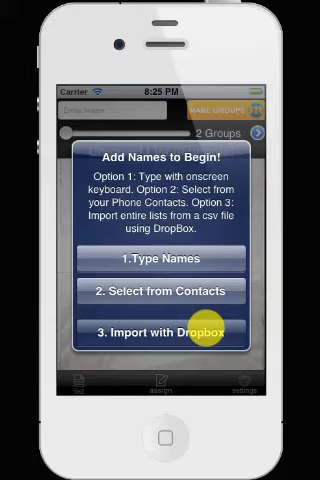 Carrier 8:25 PM
Enter Name MAKE GROUPS
2 Groups
Add Names to Begin!
Option 1: Type with onscreen
keyboard. Option 2: Select from
your Phone Contacts. Option 3:
Import entire lists from a csv file
using DropBox.
1.Type Names
2. Select from Contacts
3. Import with Dropbox
list assign settings